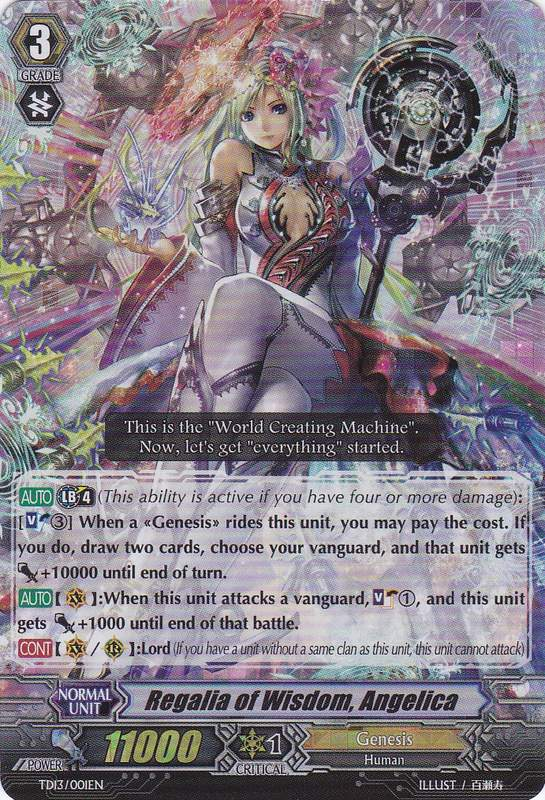 3
GRADE
This is the "World Creating Machine".
Now, let's get "everything" started.
AUTO LB 4 (This ability is active if you have four or more damage):
[V ③] When a «Genesis» rides this unit, you may pay the cost. If
you do, draw two cards, choose your vanguard, and that unit gets
+10000 until end of turn.
AUTO [ V ]:When this unit attacks a vanguard, V ①, and this unit
gets +1000 until end of that battle.
CONT [ V / R ]:Lord (If you have a unit without a same clan as this unit, this unit cannot attack)
NORMAL
UNIT
Regalia of Wisdom, Angelica
POWER
11000
1
CRITICAL
Genesis
Human
TD13/001EN
ILLUST / 百瀬寿